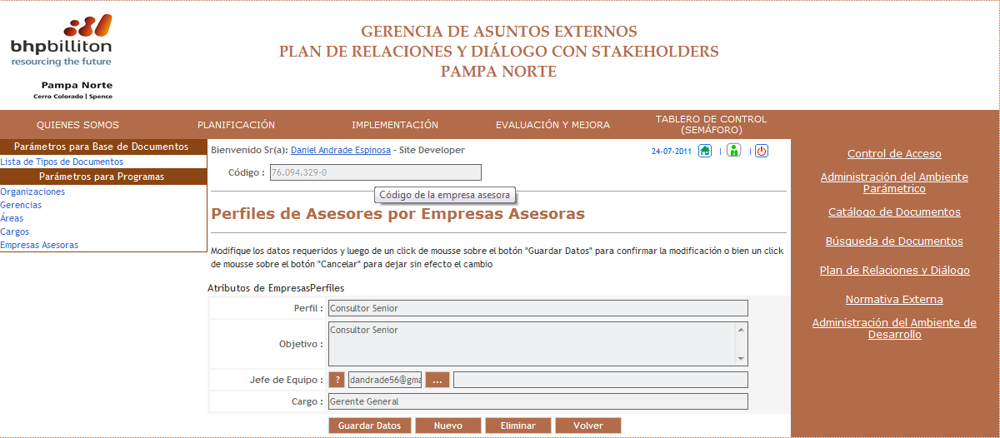 bhpbilliton
resourcing the future
Pampa Norte
Cerro Colorado | Spence
GERENCIA DE ASUNTOS EXTERNOS
PLAN DE RELACIONES Y DIÁLOGO CON STAKEHOLDERS
PAMPA NORTE
QUIENES SOMOS
PLANIFICACIÓN
IMPLEMENTACIÓN
EVALUACIÓN Y MEJORA
TABLERO DE CONTROL
(SEMÁFORO)
Parámetros para Base de Documentos
Lista de Tipos de Documentos
Parámetros para Programas
Organizaciones
Gerencias
Áreas
Cargos
Empresas Asesoras
Bienvenido Sr(a): Daniel Andrade Espinosa - Site Developer
24-07-2011 | |
Código : 76.094.329-0
Código de la empresa asesora
Perfiles de Asesores por Empresas Asesoras
Modifique los datos requeridos y luego de un click de mousse sobre el botón "Guardar Datos" para confirmar la modificación o bien un click
de mousse sobre el botón "Cancelar" para dejar sin efecto el cambio
Atributos de EmpresasPerfiles
Perfil : Consultor Senior
Objetivo : Consultor Senior
Jefe de Equipo : ? dandrade56@gma ...
Cargo : Gerente General
Guardar Datos Nuevo Eliminar Volver
Control de Acceso
Administración del Ambiente
Parámetrico
Catálogo de Documentos
Búsqueda de Documentos
Plan de Relaciones y Diálogo
Normativa Externa
Administración del Ambiente de
Desarrollo